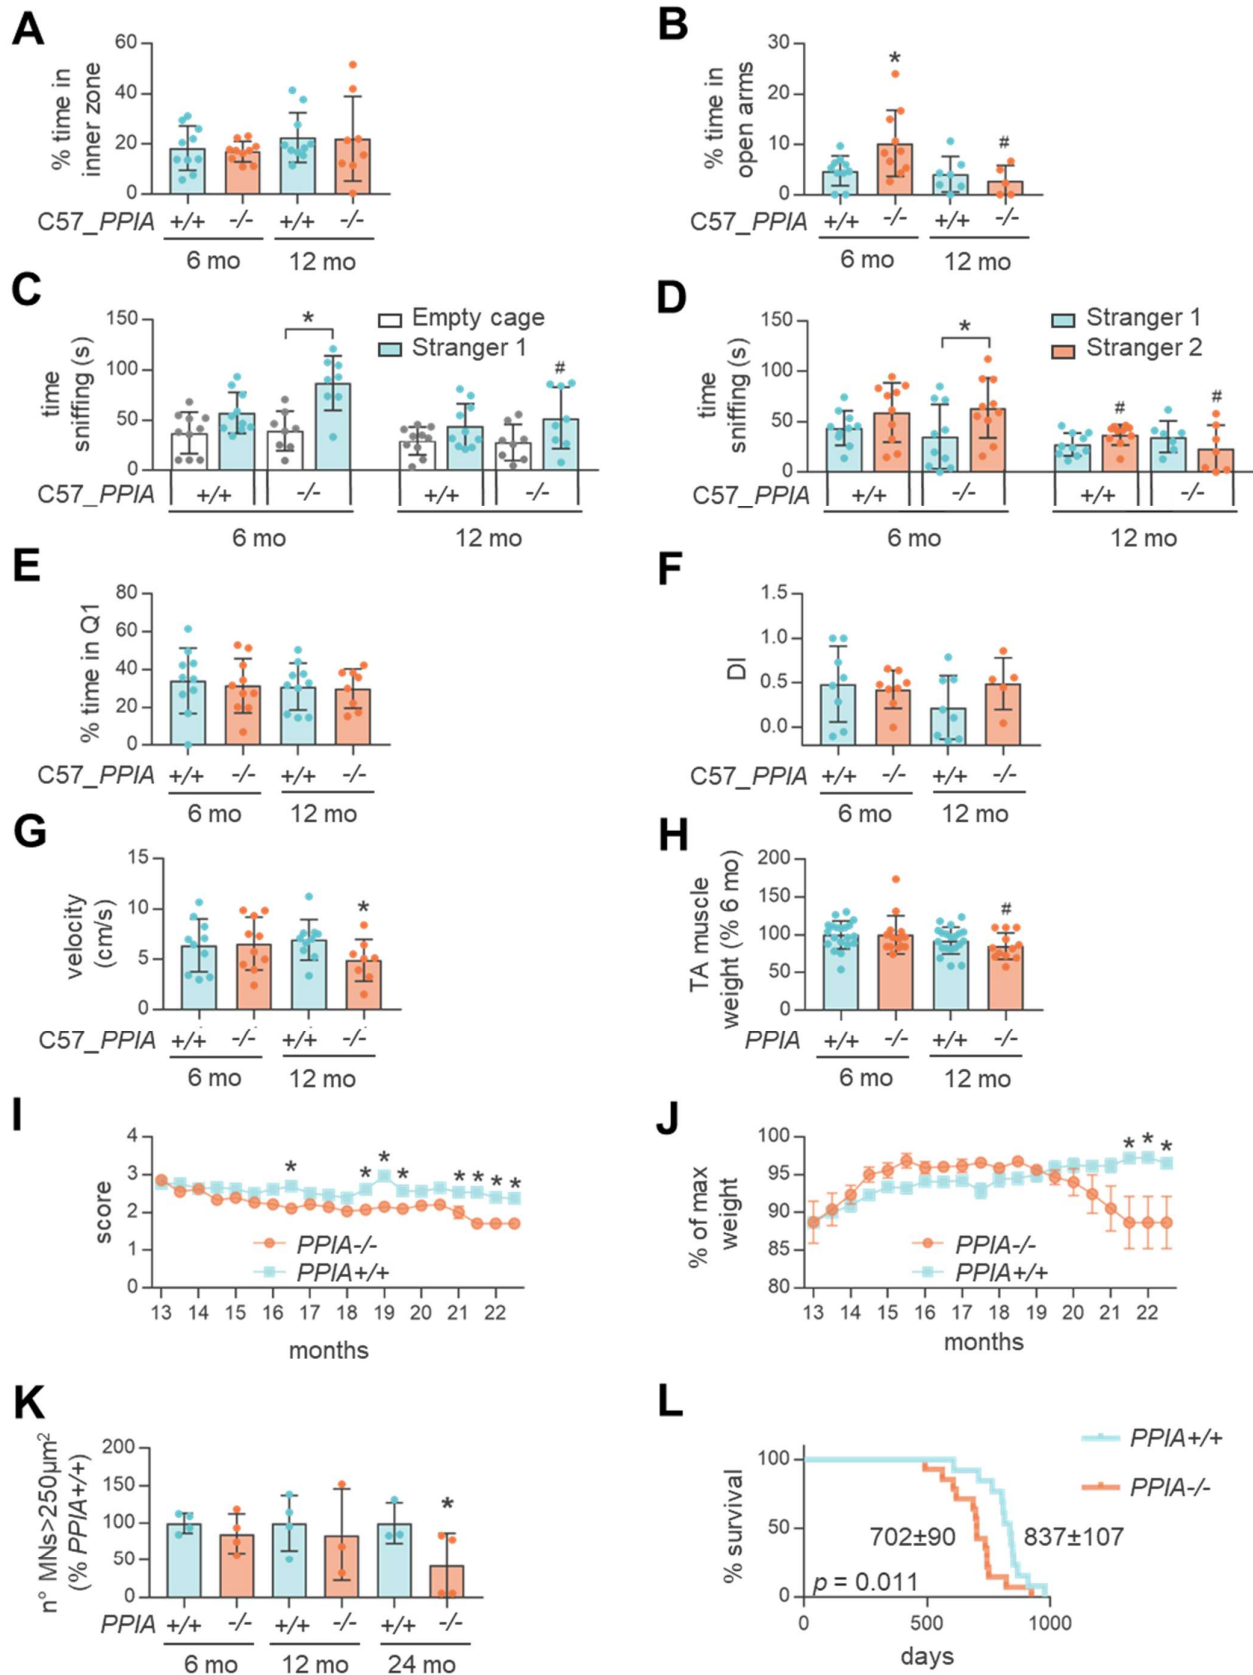 A
60
40
20
0
% time in
inner zone
C57_PPIA +/+ -/- +/+ -/-
6 mo 12 mo
B
30
20
10
0
% time in
open arms
*
#
C57_PPIA +/+ -/- +/+ -/-
6 mo 12 mo
C
150
100
50
0
time
sniffing (s)
*
#
Empty cage
Stranger 1
C57_PPIA +/+ -/- +/+ -/-
6 mo 12 mo
D
150
100
50
0
time
sniffing (s)
*
# #
Stranger 1
Stranger 2
C57_PPIA +/+ -/- +/+ -/-
6 mo 12 mo
E
80
60
40
20
0
% time in Q1
C57_PPIA +/+ -/- +/+ -/-
6 mo 12 mo
F
1.5
1.0
0.5
0.0
DI
C57_PPIA +/+ -/- +/+ -/-
6 mo 12 mo
G
15
10
5
0
velocity
(cm/s)
*
C57_PPIA +/+ -/- +/+ -/-
6 mo 12 mo
H
200
150
100
50
0
TA muscle
weight (% 6 mo)
#
PPIA +/+ -/- +/+ -/-
6 mo 12 mo
I
4
3
2
1
0
score
* * * * * * * *
PPIA-/-
PPIA+/+
13 14 15 16 17 18 19 20 21 22
months
J
100
95
90
85
80
% of max
weight
* * *
PPIA-/-
PPIA+/+
13 14 15 16 17 18 19 20 21 22
months
K
200
150
100
50
0
n° MNs>250µm²
(% PPIA+/+)
*
PPIA +/+ -/- +/+ -/- +/+ -/-
6 mo 12 mo 24 mo
L
100
50
0
% survival
PPIA+/+
PPIA-/-
702±90 837±107
p = 0.011
0 500 1000
days